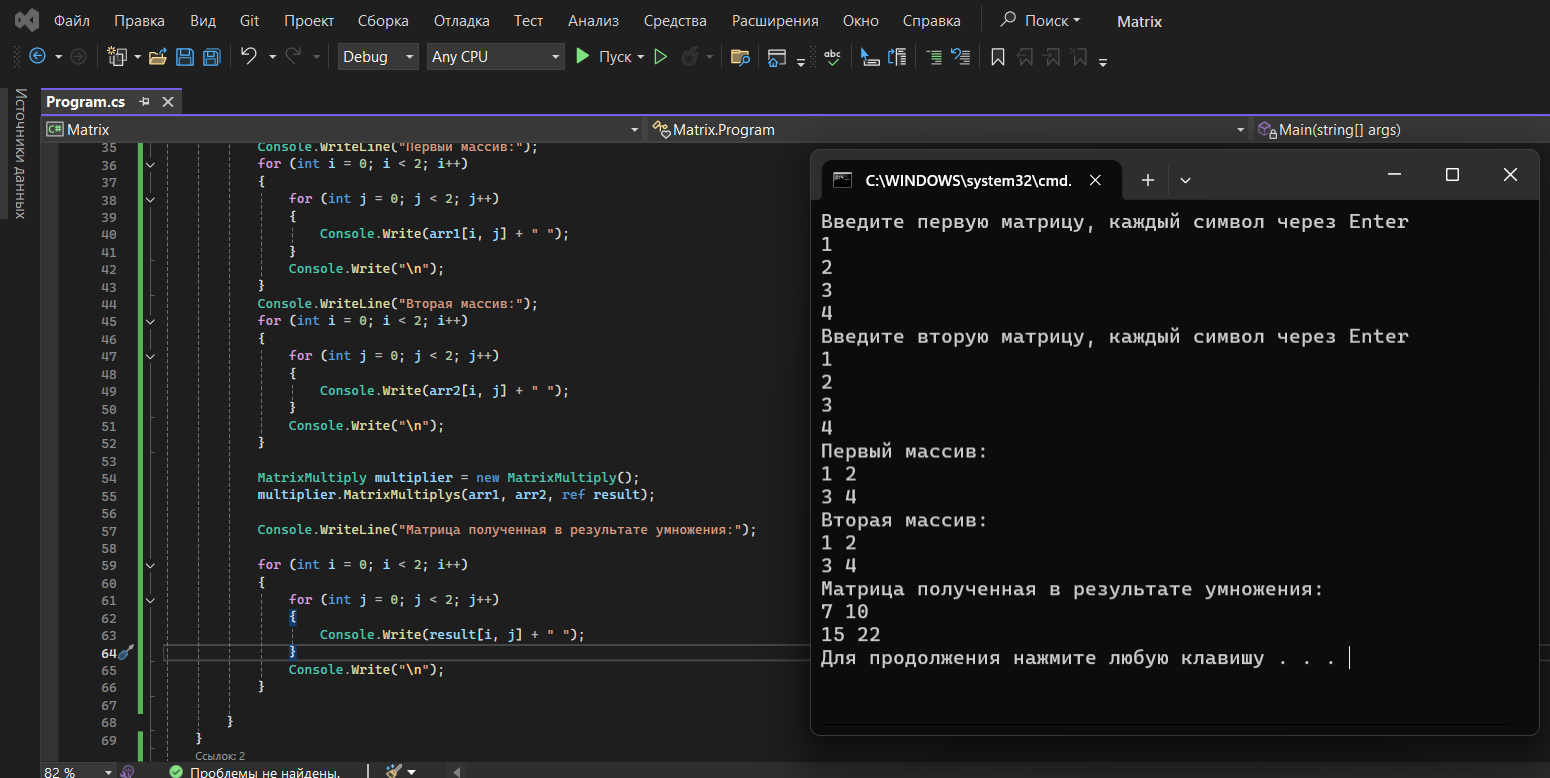 Файл Правка Вид Git Проект Сборка Отладка Тест Анализ Средства Расширения Окно Справка Поиск Matrix
Debug Any CPU Пуск abc
Источники данных
Program.cs
C# Matrix Matrix.Program Main(string[] args)
35 Console.WriteLine("Первый массив:");
36 for (int i = 0; i < 2; i++)
37 {
38 for (int j = 0; j < 2; j++)
39 {
40 Console.Write(arr1[i, j] + " ");
41 }
42 Console.Write("\n");
43 }
44 Console.WriteLine("Вторая массив:");
45 for (int i = 0; i < 2; i++)
46 {
47 for (int j = 0; j < 2; j++)
48 {
49 Console.Write(arr2[i, j] + " ");
50 }
51 Console.Write("\n");
52 }
53
54 MatrixMultiply multiplier = new MatrixMultiply();
55 multiplier.MatrixMultiplys(arr1, arr2, ref result);
56
57 Console.WriteLine("Матрица полученная в результате умножения:");
58
59 for (int i = 0; i < 2; i++)
60 {
61 for (int j = 0; j < 2; j++)
62 {
63 Console.Write(result[i, j] + " ");
64 }
65 Console.Write("\n");
66 }
67
68 }
69 }
Ссылок: 2
82 % Проблемы не найдены.
C:\WINDOWS\system32\cmd.
Введите первую матрицу, каждый символ через Enter
1
2
3
4
Введите вторую матрицу, каждый символ через Enter
1
2
3
4
Первый массив:
1 2
3 4
Вторая массив:
1 2
3 4
Матрица полученная в результате умножения:
7 10
15 22
Для продолжения нажмите любую клавишу . . .